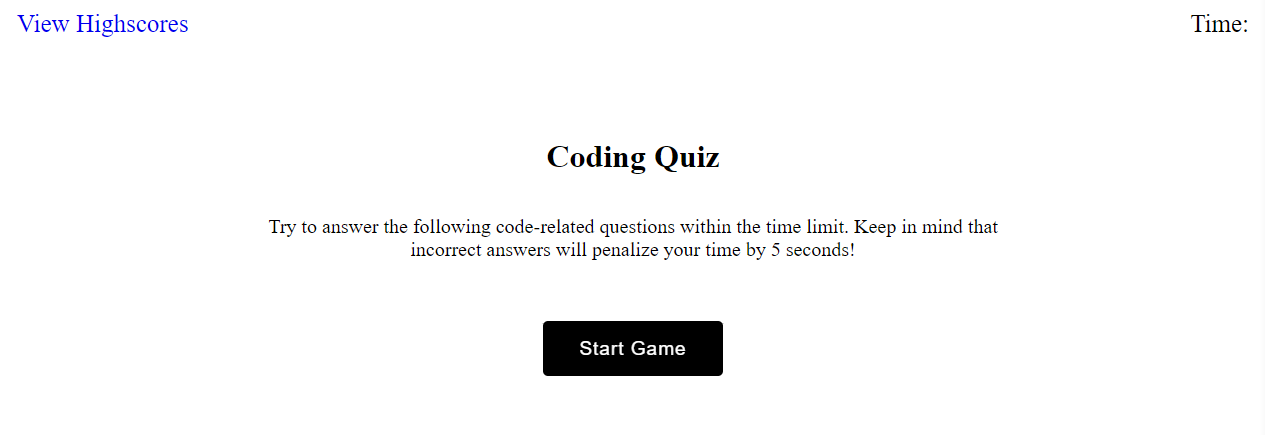 View Highscores
Time:
Coding Quiz
Try to answer the following code-related questions within the time limit. Keep in mind that
incorrect answers will penalize your time by 5 seconds!
Start Game